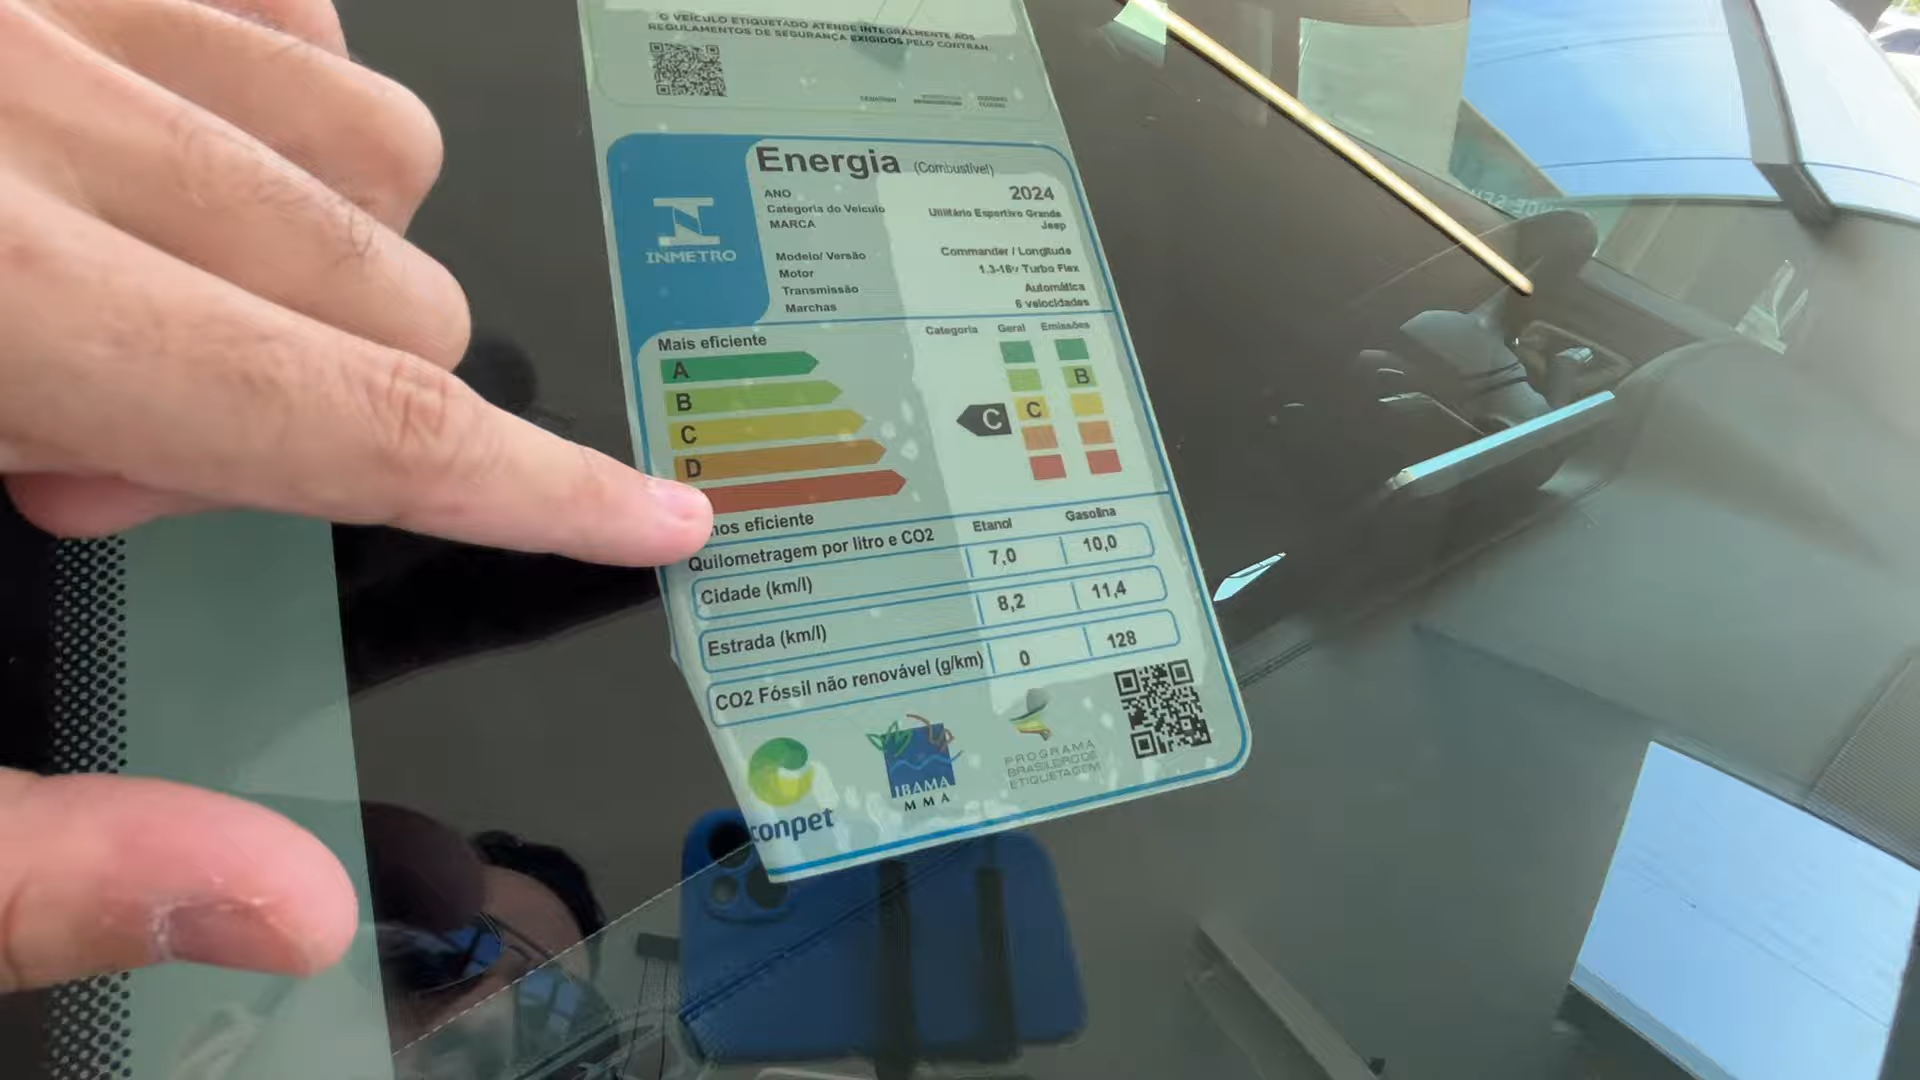 O VEÍCULO ETIQUETADO ATENDE INTEGRALMENTE AOS
REGULAMENTOS DE SEGURANÇA EXIGIDOS PELO CONTRAN.
Energia (Combustível)
ANO 2024
Categoria do Veículo Utilitário Esportivo Grande
MARCA Jeep
Modelo/ Versão Commander / Longitude
Motor 1.3-16v Turbo Flex
Transmissão Automática
Marchas 6 velocidades
INMETRO
Categoria Geral Emissões
Mais eficiente
A
B B
C C C
D
nos eficiente
Etanol Gasolina
Quilometragem por litro e CO2
Cidade (km/l) 7,0 10,0
Estrada (km/l) 8,2 11,4
CO2 Fóssil não renovável (g/km) 0 128
conpet
IBAMA
MMA
PROGRAMA
BRASILEIRO DE
ETIQUETAGEM